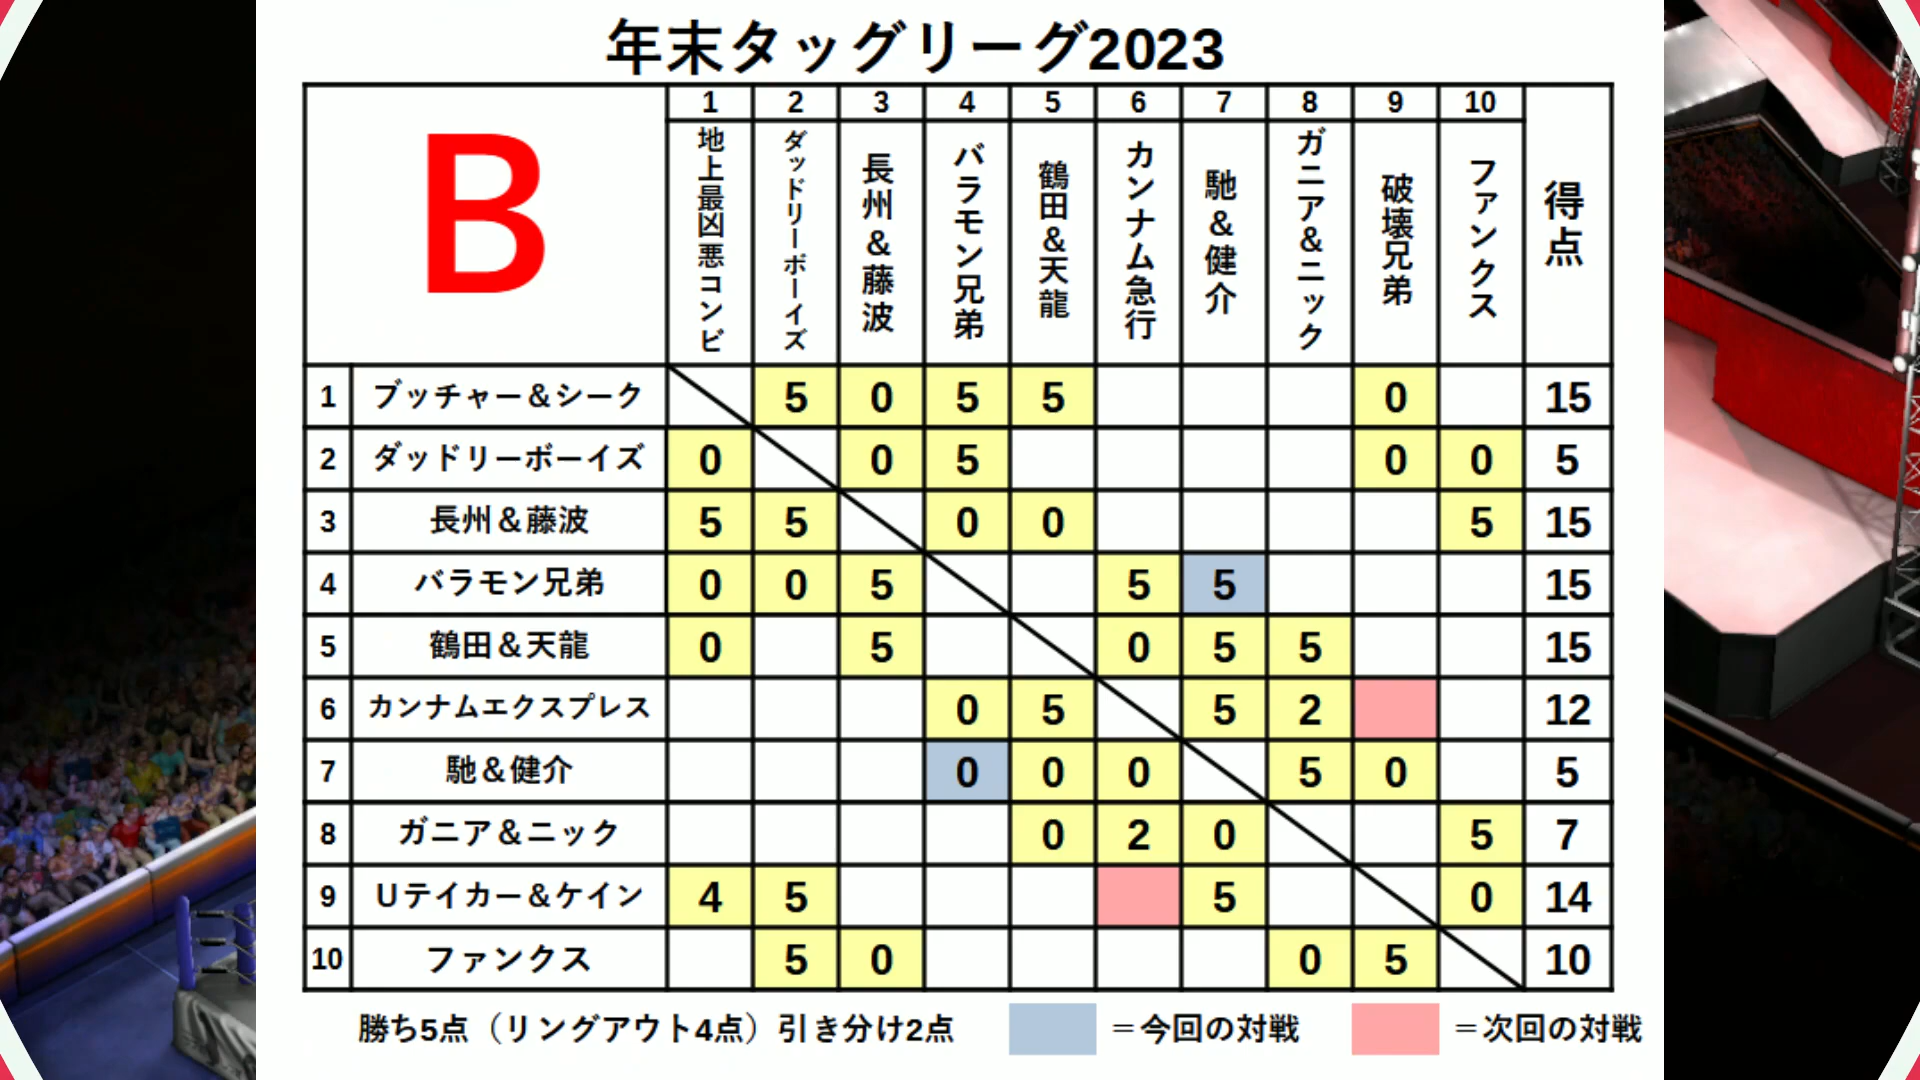 年末タッグリーグ2023
B
1 2 3 4 5 6 7 8 9 10
地上最凶悪コンビ ダッドリーボーイズ 長州＆藤波 バラモン兄弟 鶴田＆天龍 カンナム急行 馳＆健介 ガニア＆ニック 破壊兄弟 ファンクス 得点
1 ブッチャー＆シーク 5 0 5 5 0 15
2 ダッドリーボーイズ 0 0 5 0 0 5
3 長州＆藤波 5 5 0 0 5 15
4 バラモン兄弟 0 0 5 5 5 15
5 鶴田＆天龍 0 5 0 5 5 15
6 カンナムエクスプレス 0 5 5 2 12
7 馳＆健介 0 0 0 5 0 5
8 ガニア＆ニック 0 2 0 5 7
9 Uテイカー＆ケイン 4 5 5 0 14
10 ファンクス 5 0 0 5 10
勝ち5点（リングアウト4点）引き分け2点 ＝今回の対戦 ＝次回の対戦